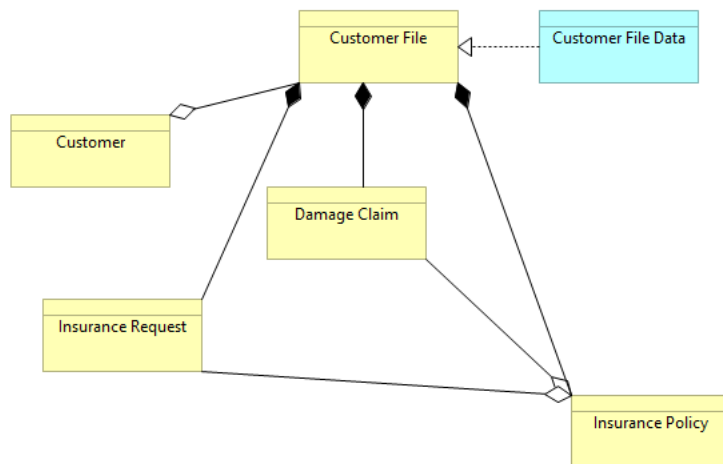 Customer File
Customer File Data
Customer
Damage Claim
Insurance Request
Insurance Policy